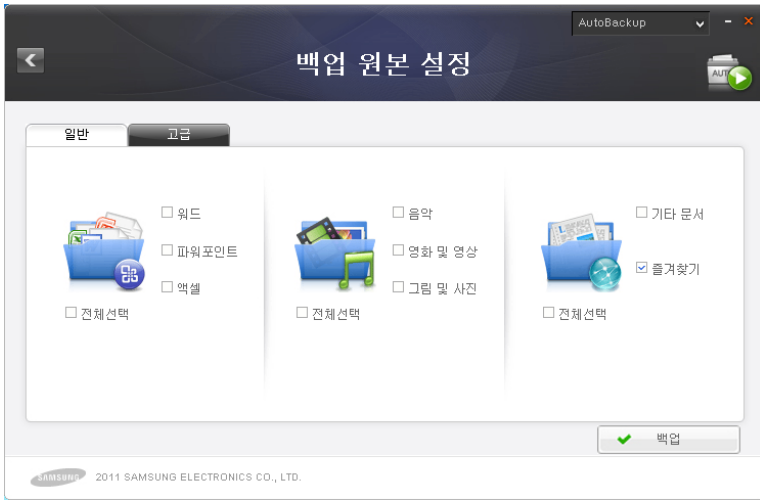 AutoBackup
백업 원본 설정
AUTO
일반
고급
워드
파워포인트
액셀
전체선택
음악
영화 및 영상
그림 및 사진
전체선택
기타 문서
즐겨찾기
전체선택
백업
SAMSUNG 2011 SAMSUNG ELECTRONICS CO., LTD.